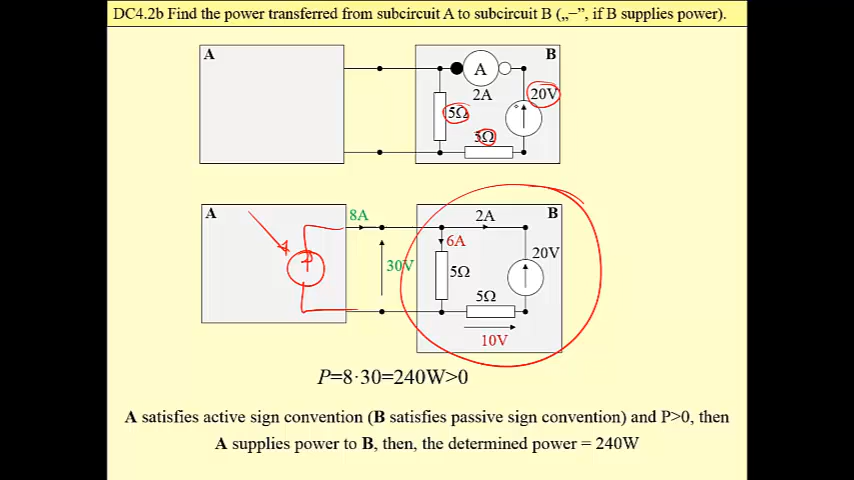 DC4.2b Find the power transferred from subcircuit A to subcircuit B („−”, if B supplies power).
A
B
A
2A
20V
5Ω
5Ω
A
8A
2A
B
6A
20V
30V
5Ω
5Ω
10V
P=8·30=240W>0
A satisfies active sign convention (B satisfies passive sign convention) and P>0, then
A supplies power to B, then, the determined power = 240W